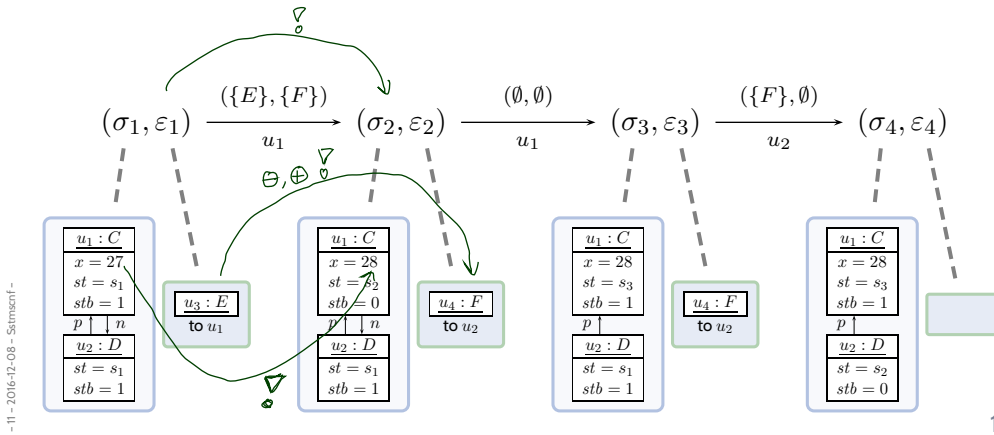 ({E}, {F})
(∅, ∅)
({F}, ∅)
(σ₁, ε₁)
(σ₂, ε₂)
(σ₃, ε₃)
(σ₄, ε₄)
u₁
u₁
u₂
⊖, ⊕
u₁ : C
x = 27
st = s₁
stb = 1
p
n
u₂ : D
st = s₁
stb = 1
u₃ : E
to u₁
u₁ : C
x = 28
st = s₂
stb = 0
p
n
u₂ : D
st = s₁
stb = 1
u₄ : F
to u₂
u₁ : C
x = 28
st = s₃
stb = 1
p
u₂ : D
st = s₁
stb = 1
u₄ : F
to u₂
u₁ : C
x = 28
st = s₃
stb = 1
p
u₂ : D
st = s₂
stb = 0
– 11 – 2016-12-08 – Sstmscnf –